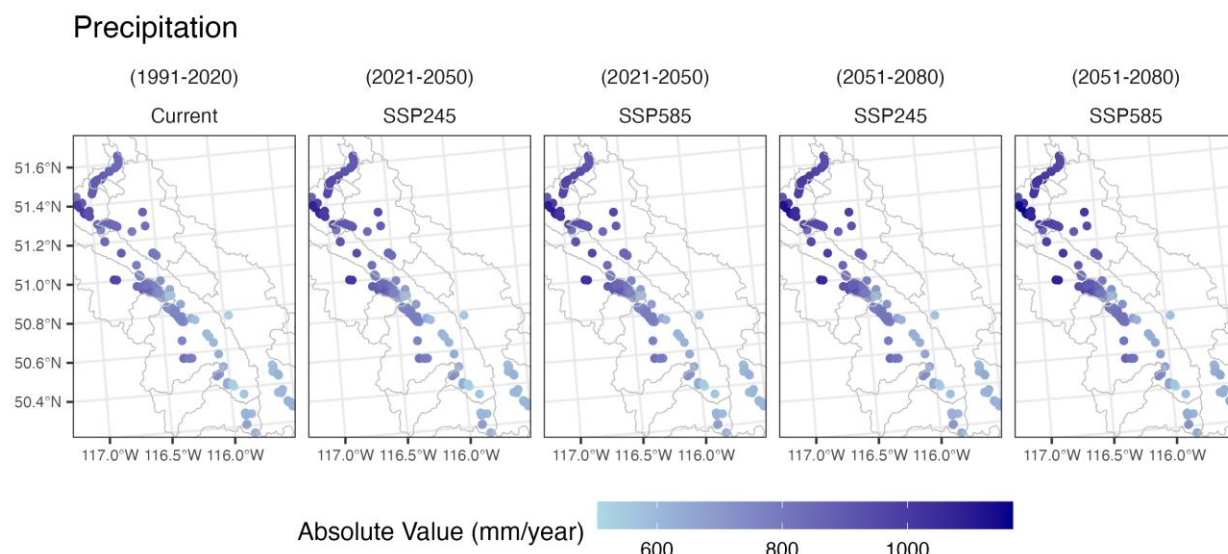 Precipitation
(1991-2020) (2021-2050) (2021-2050) (2051-2080) (2051-2080)
Current SSP245 SSP585 SSP245 SSP585
51.6°N
51.4°N
51.2°N
51.0°N
50.8°N
50.6°N
50.4°N
117.0°W 116.5°W 116.0°W 117.0°W 116.5°W 116.0°W 117.0°W 116.5°W 116.0°W 117.0°W 116.5°W 116.0°W 117.0°W 116.5°W 116.0°W
Absolute Value (mm/year)
600 800 1000